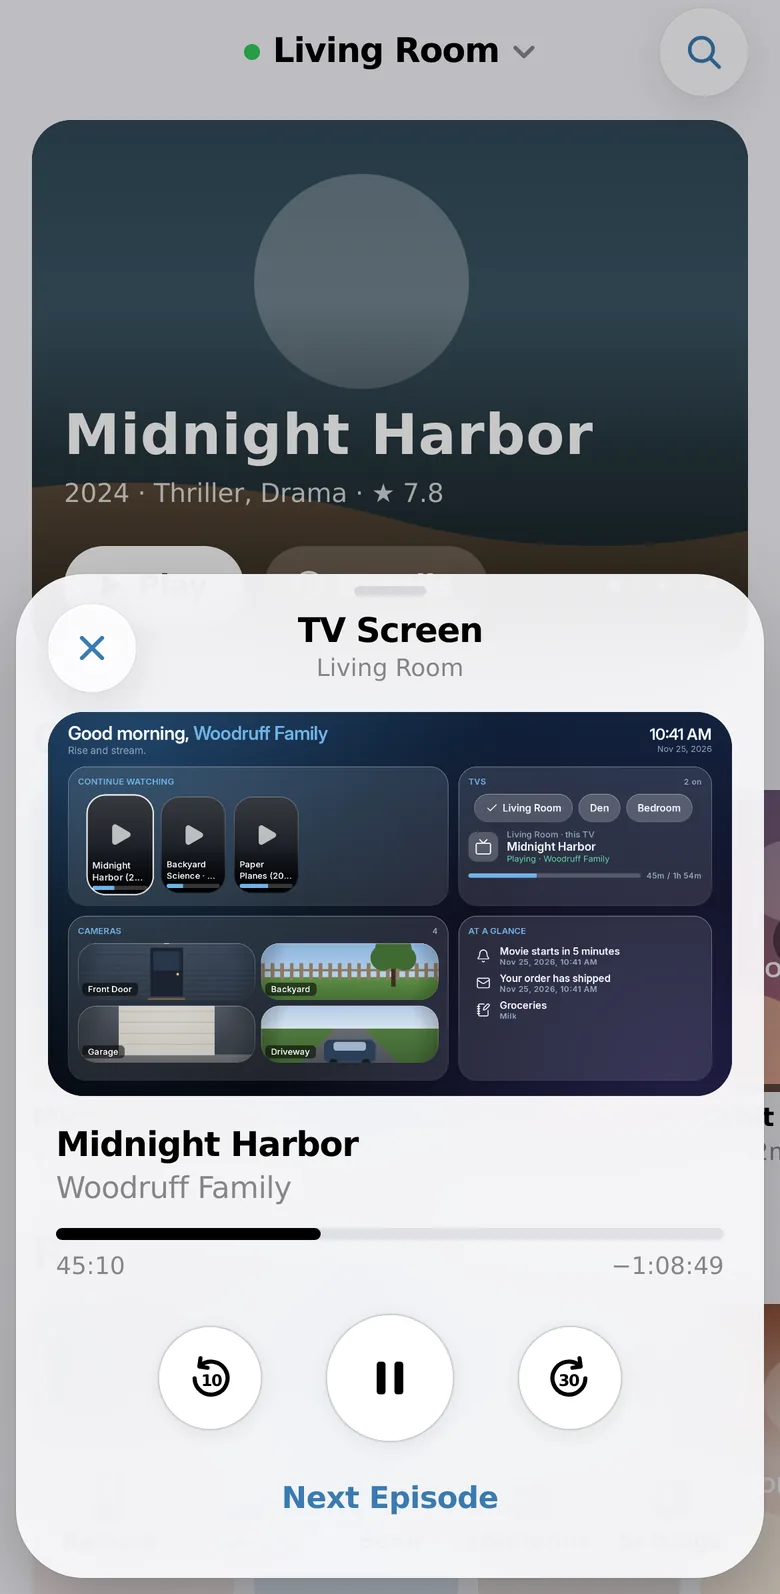 Living Room
Midnight Harbor
2024 · Thriller, Drama · ★ 7.8
Play
TV Screen
Living Room
Good morning, Woodruff Family
Rise and stream.
10:41 AM
Nov 25, 2026
CONTINUE WATCHING
Midnight
Harbor (2...
Backyard
Science · ...
Paper
Planes (20...
TVS
2 on
Living Room
Den
Bedroom
Living Room · this TV
Midnight Harbor
Playing · Woodruff Family
45m / 1h 54m
CAMERAS
4
Front Door
Backyard
Garage
Driveway
AT A GLANCE
Movie starts in 5 minutes
Nov 25, 2026, 10:41 AM
Your order has shipped
Nov 25, 2026, 10:41 AM
Groceries
Milk
Midnight Harbor
Woodruff Family
45:10
−1:08:49
10
30
Next Episode